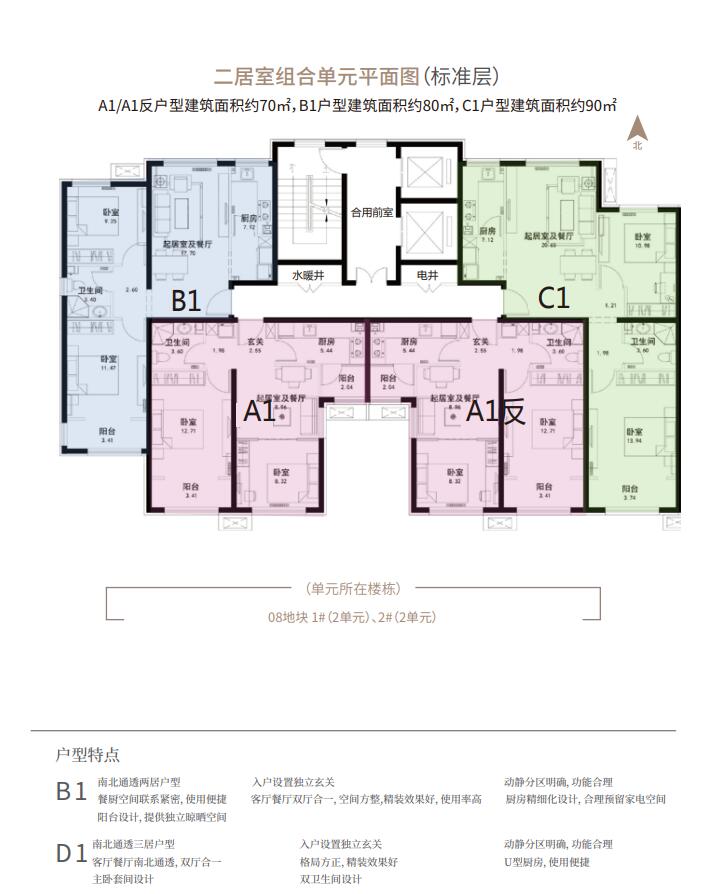 二居室组合单元平面图(标准层)
A1/A1反户型建筑面积约70㎡, B1户型建筑面积约80㎡, C1户型建筑面积约90㎡
北
卧室
9.25
起居室及餐厅
17.70
厨房
7.12
合用前室
厨房
7.12
起居室及餐厅
20.60
卧室
10.98
卫生间
3.40
2.60
B1
水暖井
电井
C1
1.21
卧室
11.47
阳台
3.41
卫生间
3.60
1.98
玄关
2.55
厨房
5.44
阳台
2.04
起居室及餐厅
8.96
A1
卧室
12.71
阳台
3.41
卧室
8.32
厨房
5.44
玄关
2.55
1.98
卫生间
3.60
阳台
2.04
起居室及餐厅
8.96
A1反
卧室
8.32
卧室
12.71
阳台
3.41
1.98
卫生间
3.60
卧室
13.94
阳台
3.74
(单元所在楼栋)
08地块 1#(2单元)、2#(2单元)
户型特点
B1
南北通透两居户型 入户设置独立玄关 动静分区明确, 功能合理
餐厨空间联系紧密, 使用便捷 客厅餐厅双厅合一, 空间方整, 精装效果好, 使用率高 厨房精细化设计, 合理预留家电空间
阳台设计, 提供独立晾晒空间
D1
南北通透三居户型 入户设置独立玄关 动静分区明确, 功能合理
客厅餐厅南北通透, 双厅合一 格局方正, 精装效果好 U型厨房, 使用便捷
主卧套间设计 双卫生间设计